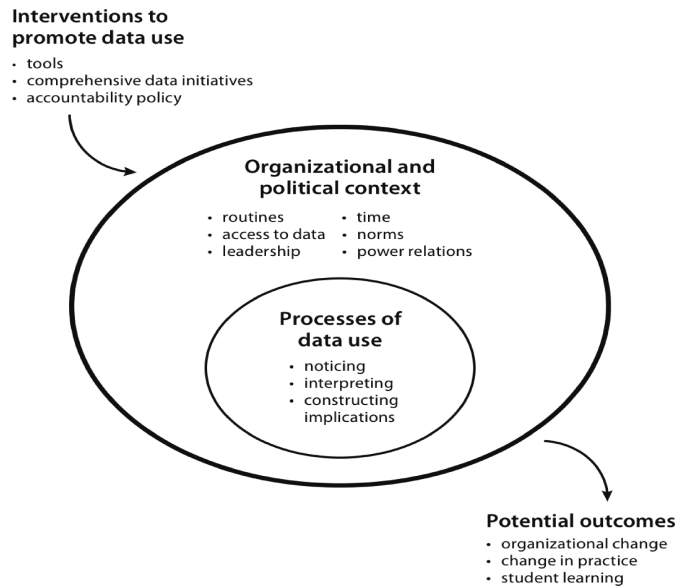 Interventions to
promote data use
• tools
• comprehensive data initiatives
• accountability policy
Organizational and
political context
• routines
• access to data
• leadership
• time
• norms
• power relations
Processes of
data use
• noticing
• interpreting
• constructing
implications
Potential outcomes
• organizational change
• change in practice
• student learning